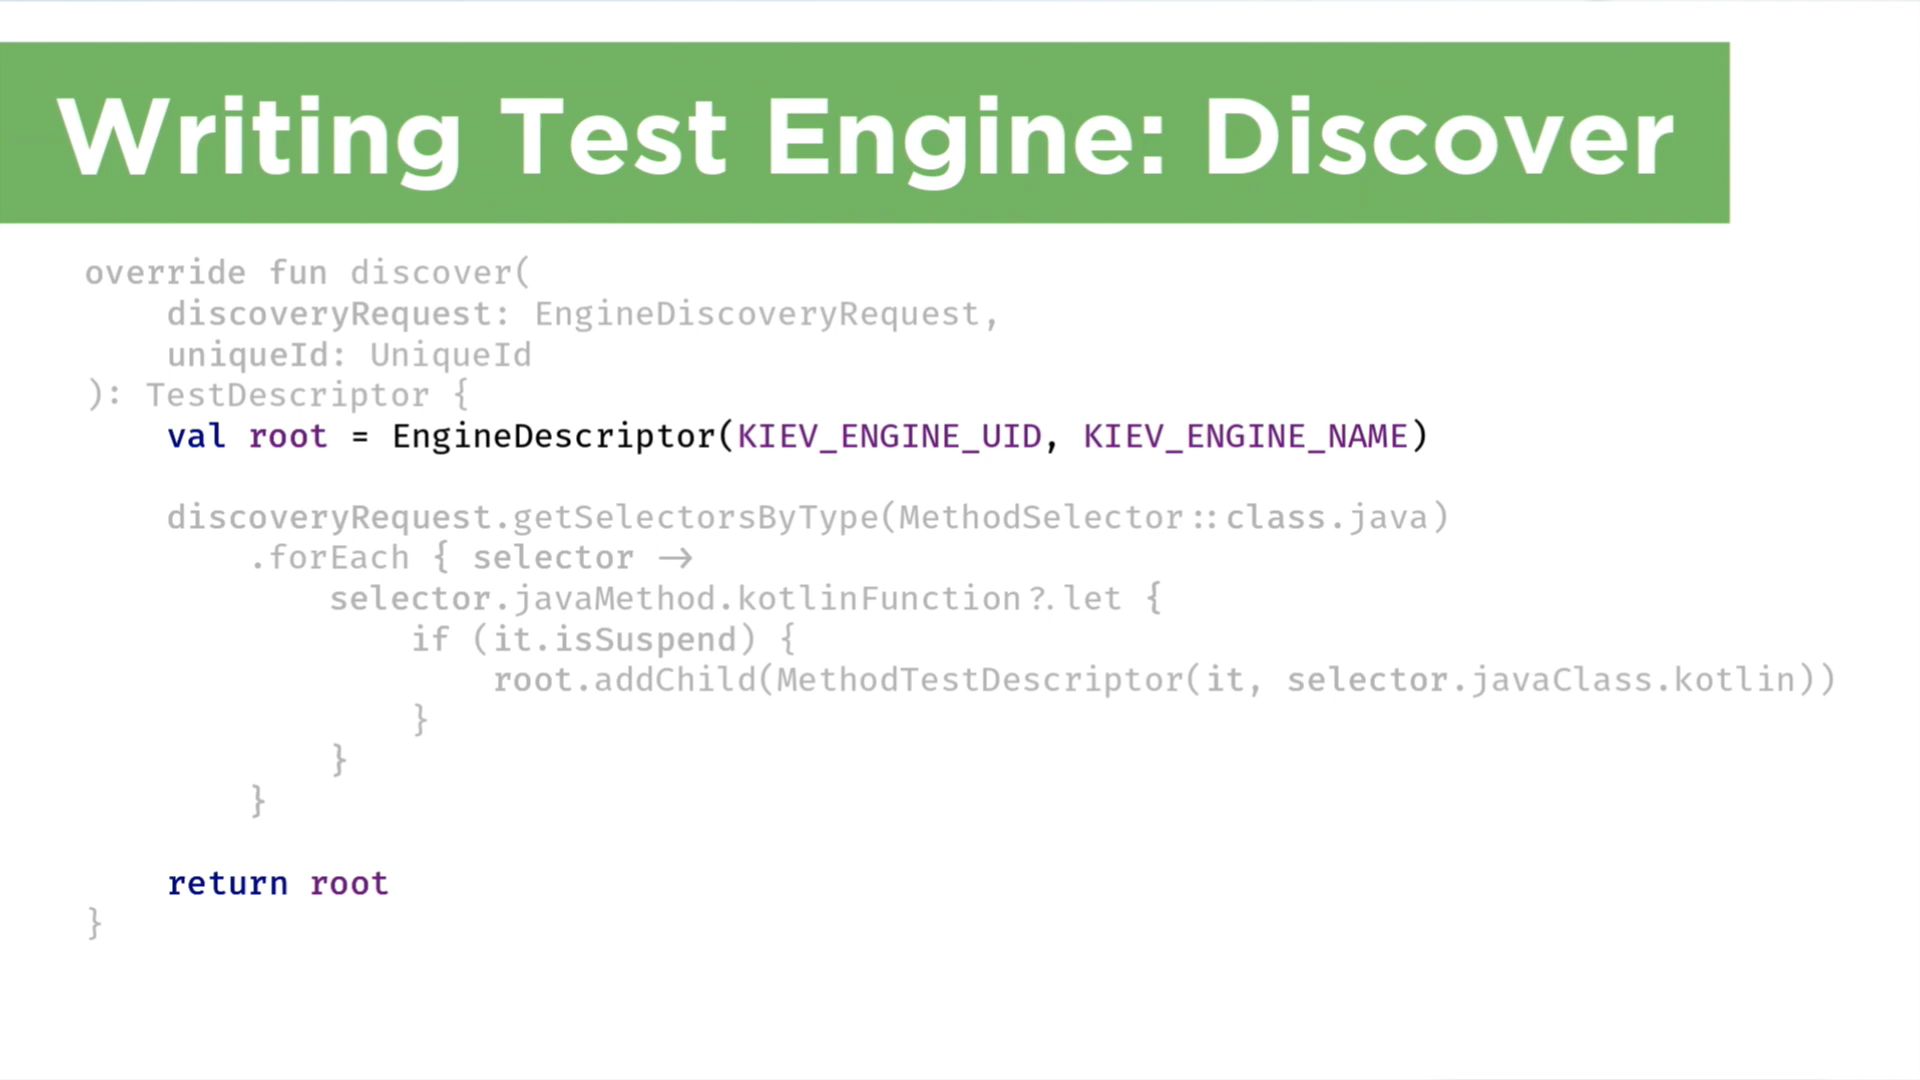 Writing Test Engine: Discover
override fun discover(
discoveryRequest: EngineDiscoveryRequest,
uniqueId: UniqueId
): TestDescriptor {
val root = EngineDescriptor(KIEV_ENGINE_UID, KIEV_ENGINE_NAME)
discoveryRequest.getSelectorsByType(MethodSelector::class.java)
.forEach { selector ->
selector.javaMethod.kotlinFunction?.let {
if (it.isSuspend) {
root.addChild(MethodTestDescriptor(it, selector.javaClass.kotlin))
}
}
}
return root
}